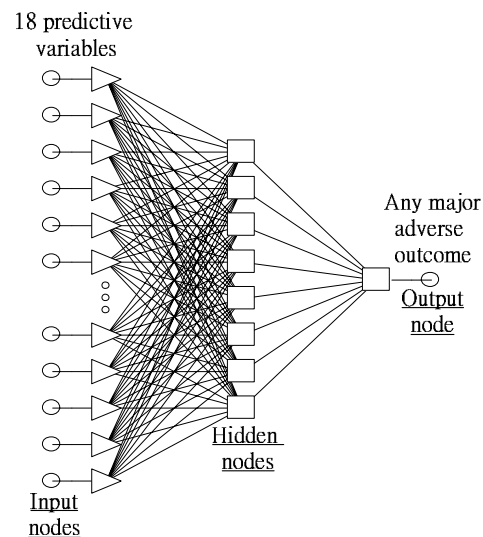 18 predictive
variables
Any major
adverse
outcome
Output
node
Hidden
nodes
Input
nodes